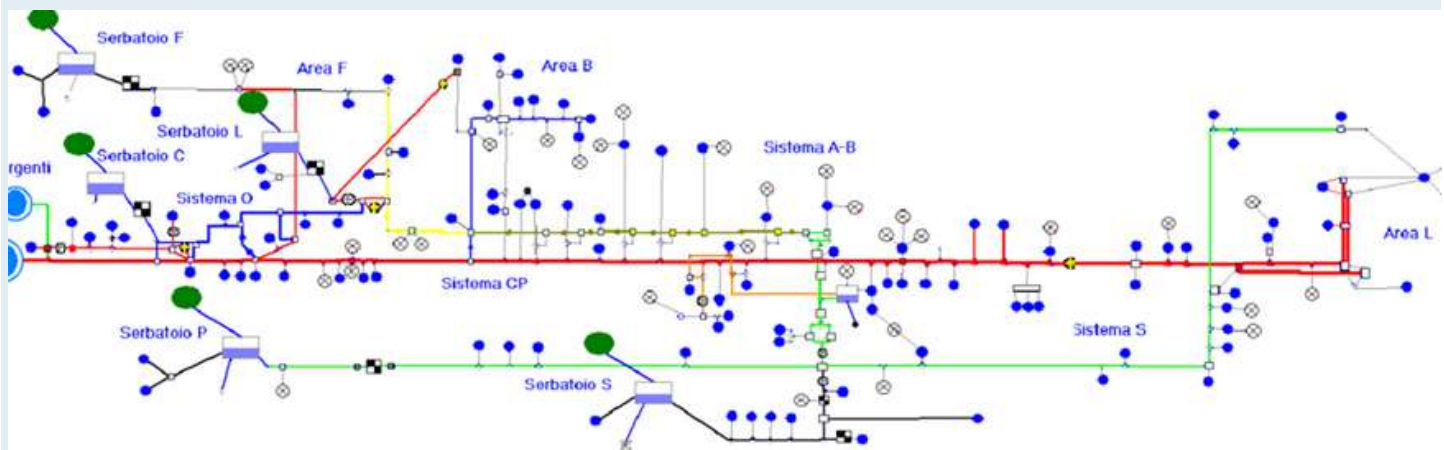 Serbatoio F
Area F
Area B
Serbatoio L
Sistema A-B
Serbatoio C
rgenti
Sistema O
Area L
Sistema CP
Serbatoio P
Sistema S
Serbatoio S